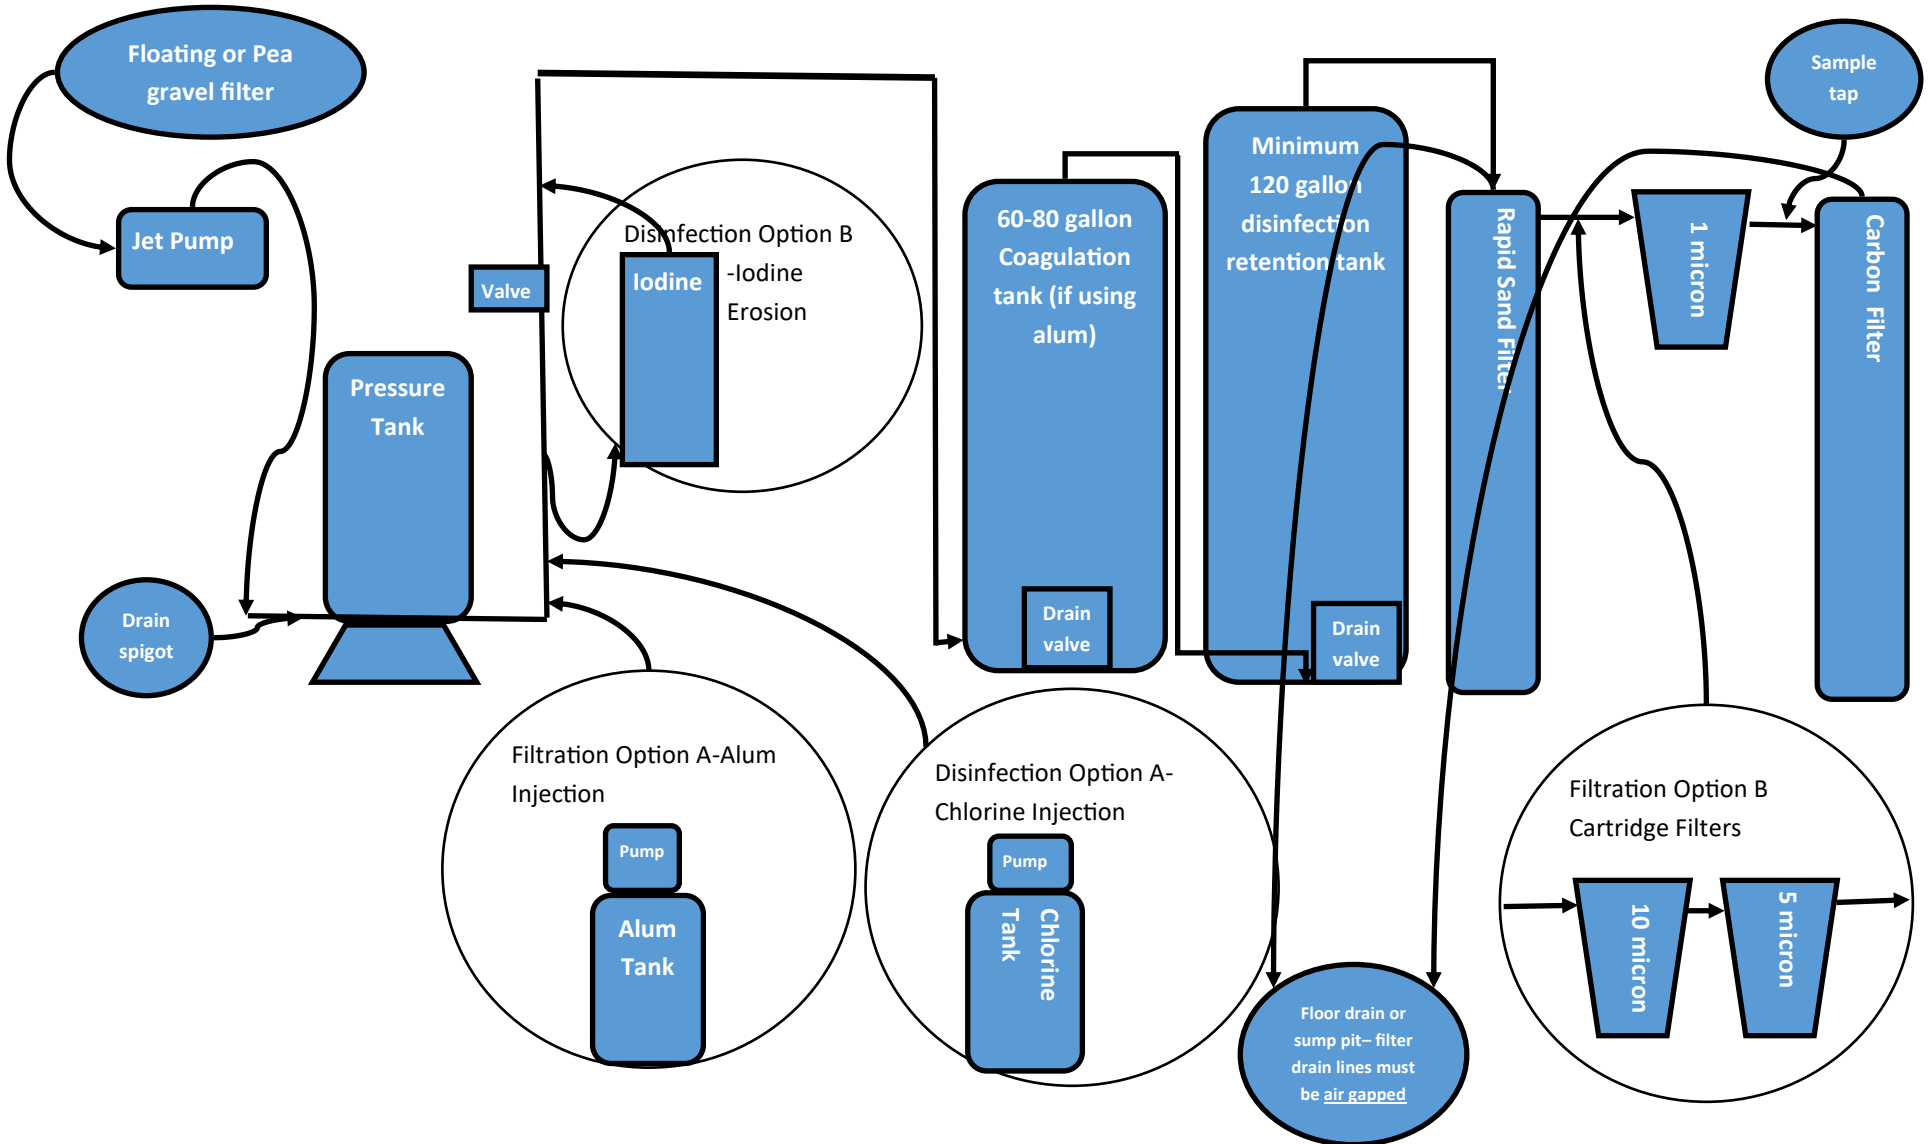 Floating or Pea
gravel filter
Jet Pump
Pressure
Tank
Drain
spigot
Valve
Disinfection Option B
-Iodine
Erosion
Iodine
60-80 gallon
Coagulation
tank (if using
alum)
Drain
valve
Minimum
120 gallon
disinfection
retention tank
Drain
valve
Rapid Sand Filter
1 micron
Sample
tap
Carbon Filter
Filtration Option A-Alum
Injection
Pump
Alum
Tank
Disinfection Option A-
Chlorine Injection
Pump
Chlorine
Tank
Floor drain or
sump pit– filter
drain lines must
be air gapped
Filtration Option B
Cartridge Filters
10 micron
5 micron